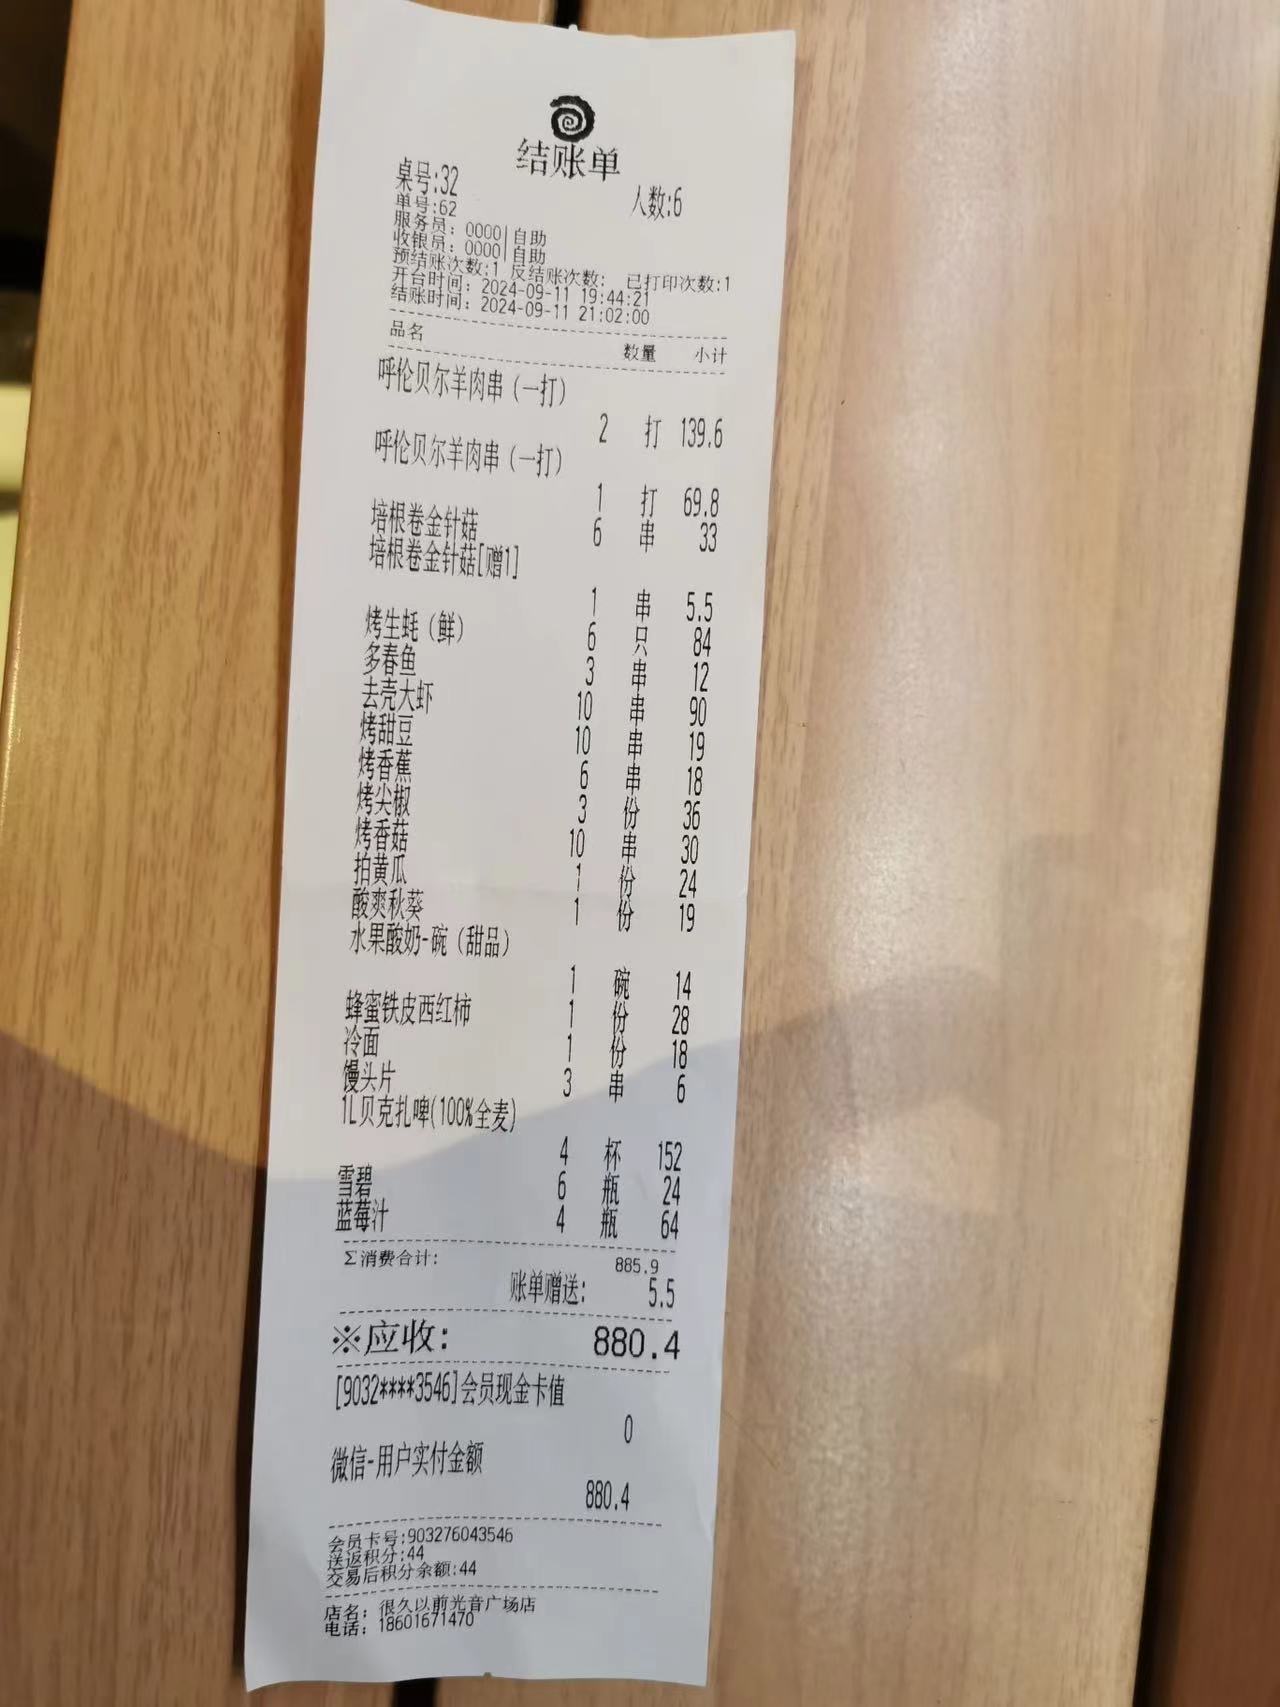 结账单
桌号:32 人数:6
单号:62
服务员: 0000|自助
收银员: 0000|自助
预结账次数:1 反结账次数: 已打印次数:1
开台时间: 2024-09-11 19:44:21
结账时间: 2024-09-11 21:02:00
品名 数量 小计
呼伦贝尔羊肉串(一打)
2 打 139.6
呼伦贝尔羊肉串(一打)
1 打 69.8
培根卷金针菇 6 串 33
培根卷金针菇[赠1]
1 串 5.5
烤生蚝(鲜) 6 只 84
多春鱼 3 串 12
去壳大虾 10 串 90
烤甜豆 10 串 19
烤香蕉 6 串 18
烤尖椒 3 份 36
烤香菇 10 串 30
拍黄瓜 1 份 24
酸爽秋葵 1 份 19
水果酸奶-碗(甜品)
1 碗 14
蜂蜜铁皮西红柿 1 份 28
冷面 1 份 18
馒头片 3 串 6
1L贝克扎啤(100%全麦)
4 杯 152
雪碧 6 瓶 24
蓝莓汁 4 瓶 64
Σ消费合计: 885.9
账单赠送: 5.5
※应收: 880.4
[9032****3546]会员现金卡值
0
微信-用户实付金额
880.4
会员卡号:903276043546
送返积分:44
交易后积分余额:44
店名: 很久以前光音广场店
电话: 18601671470